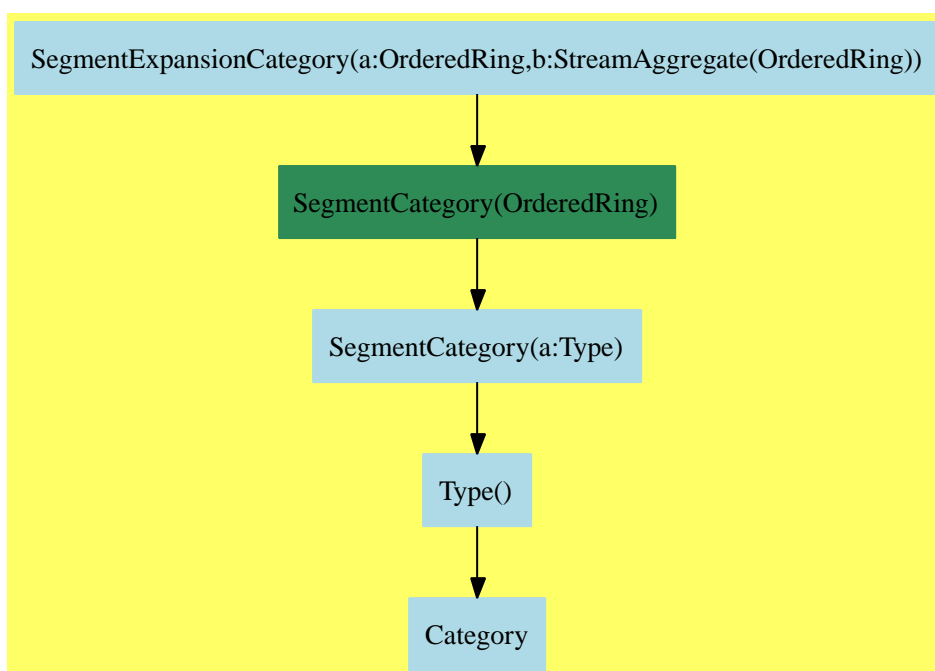 SegmentExpansionCategory(a:OrderedRing,b:StreamAggregate(OrderedRing))
SegmentCategory(OrderedRing)
SegmentCategory(a:Type)
Type()
Category